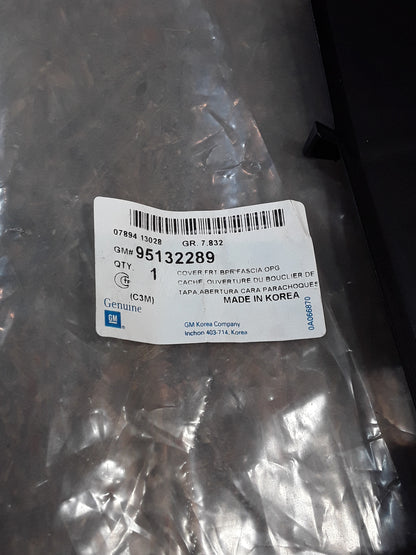 07894 13028 GR. 7.832
GM# 95132289
QTY. 1
(C3M)
COVER FRT BPR FASCIA OPG
CACHE, OUVERTURE DU BOUCLIER DE
TAPA ABERTURA CARA PARACHOQUES
MADE IN KOREA
Genuine
GM
GM Korea Company
Inchon 403-714, Korea
0A066870